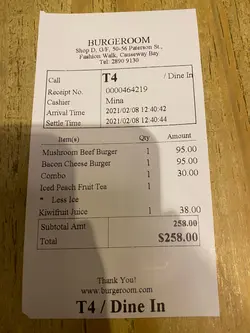 BURGEROOM
Shop D, G/F, 50-56 Paterson St.,
Fashion Walk, Causeway Bay
Tel: 2890 9130
Call T4 / Dine In
Receipt No. 0000464219
Cashier Mina
Arrival Time 2021/02/08 12:40:42
Settle Time 2021/02/08 12:40:44
Item(s) Qty Amount
Mushroom Beef Burger 1 95.00
Bacon Cheese Burger 1 95.00
Combo 1 30.00
Iced Peach Fruit Tea 1
* Less Ice
Kiwifruit Juice 1 38.00
Subtotal Amt 258.00
Total $258.00
Thank You!
www.burgeroom.com
T4 / Dine In